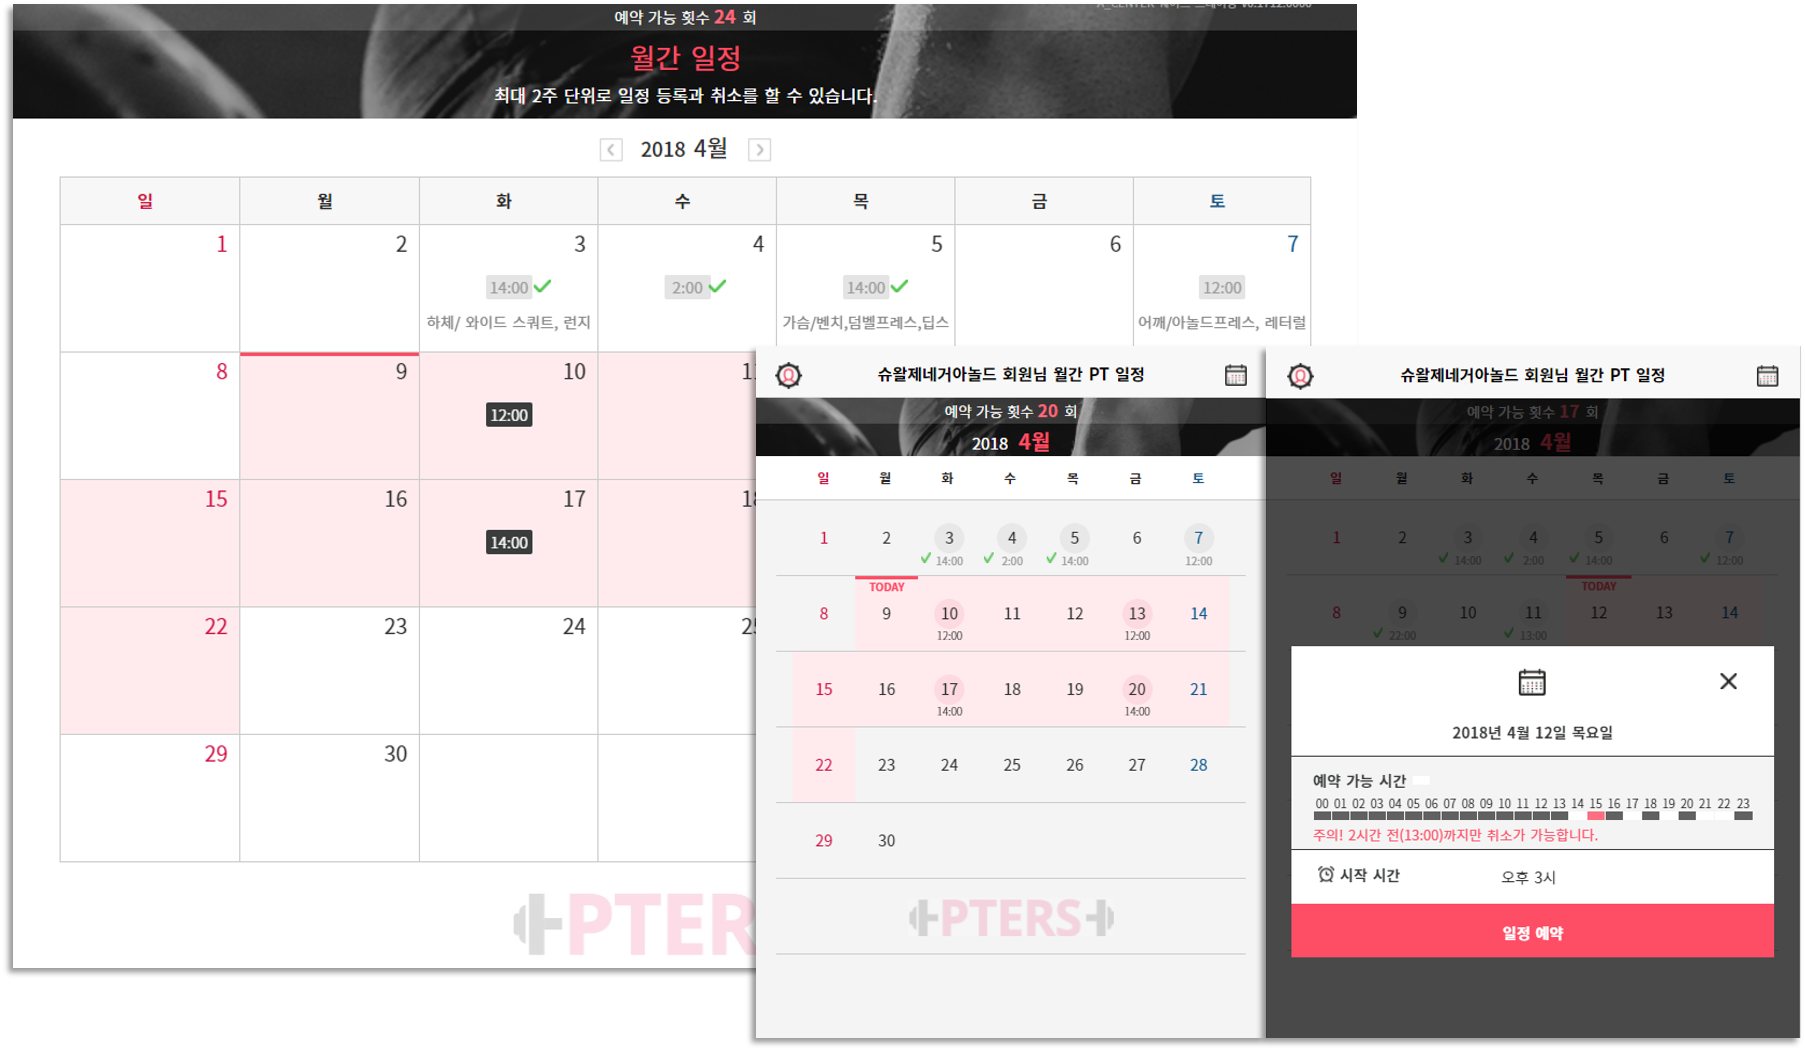 예약 가능 횟수 24 회
월간 일정
최대 2주 단위로 일정 등록과 취소를 할 수 있습니다.
2018 4월
일 월 화 수 목 금 토
1 2 3 4 5 6 7
14:00 2:00 14:00 12:00
하체/ 와이드 스쿼트, 런지 가슴/벤치,덤벨프레스,딥스 어깨/아놀드프레스, 레터럴
8 9 10
12:00
15 16 17
14:00
22 23 24
29 30
PTERS
슈왈제네거아놀드 회원님 월간 PT 일정
예약 가능 횟수 20 회
2018 4월
일 월 화 수 목 금 토
1 2 3 4 5 6 7
14:00 2:00 14:00 12:00
TODAY
8 9 10 11 12 13 14
12:00 12:00
15 16 17 18 19 20 21
14:00 14:00
22 23 24 25 26 27 28
29 30
PTERS
슈왈제네거아놀드 회원님 월간 PT 일정
예약 가능 횟수 17 회
2018 4월
일 월 화 수 목 금 토
1 2 3 4 5 6 7
14:00 2:00 14:00 12:00
TODAY
8 9 10 11 12 13 14
22:00 13:00
2018년 4월 12일 목요일
예약 가능 시간
00 01 02 03 04 05 06 07 08 09 10 11 12 13 14 15 16 17 18 19 20 21 22 23
주의! 2시간 전(13:00)까지만 취소가 가능합니다.
시작 시간 오후 3시
일정 예약